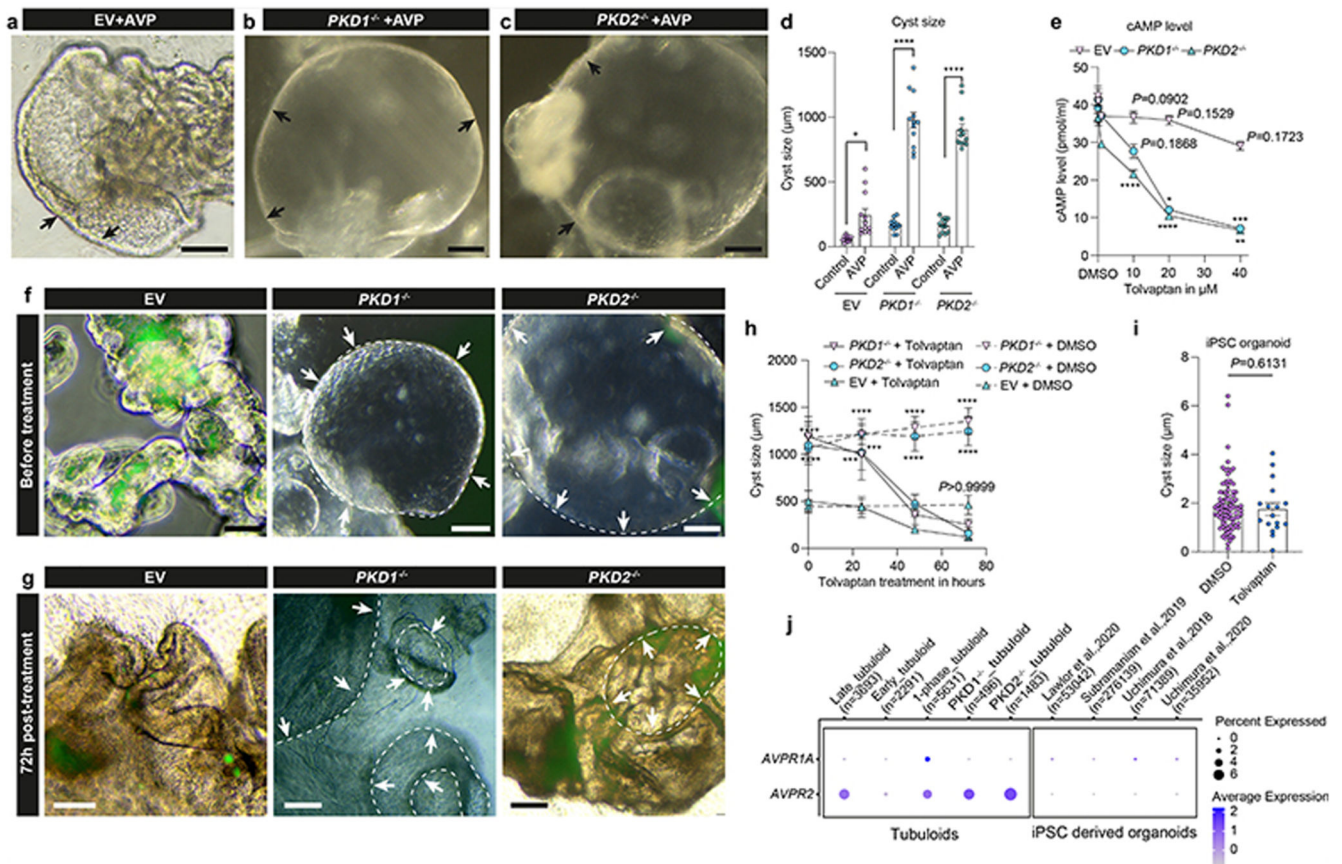 a
EV+AVP
b
PKD1-/- +AVP
c
PKD2-/- +AVP
d
Cyst size
****
****
*
1500
1000
500
0
Cyst size (µm)
Control
AVP
Control
AVP
Control
AVP
EV
PKD1-/-
PKD2-/-
e
cAMP level
EV
PKD1-/-
PKD2-/-
50
40
30
20
10
0
cAMP level (pmol/ml)
P=0.0902
P=0.1529
P=0.1723
P=0.1868
****
*
****
***
**
DMSO
10
20
30
40
Tolvaptan in µM
f
EV
PKD1-/-
PKD2-/-
Before treatment
g
EV
PKD1-/-
PKD2-/-
72h post-treatment
h
PKD1-/- + Tolvaptan
PKD2-/- + Tolvaptan
EV + Tolvaptan
PKD1-/- + DMSO
PKD2-/- + DMSO
EV + DMSO
2000
1500
1000
500
0
Cyst size (µm)
****
****
****
****
****
***
***
****
****
P>0.9999
0
20
40
60
80
Tolvaptan treatment in hours
i
iPSC organoid
P=0.6131
8
6
4
2
0
Cyst size (µm)
DMSO
Tolvaptan
j
Late_tubuloid
(n=3693)
Early_tubuloid
(n=2291)
1-phase_tubuloid
(n=5631)
PKD1-/-_tubuloid
(n=496)
PKD2-/-_tubuloid
(n=1483)
Lawlor et al.,2020
Subramanian et al.,2019
Uchimura et al.,2018
(n=71389)
Uchimura et al.,2020
(n=35952)
AVPR1A
AVPR2
Tubuloids
iPSC derived organoids
Percent Expressed
0
2
4
6
Average Expression
2
1
0